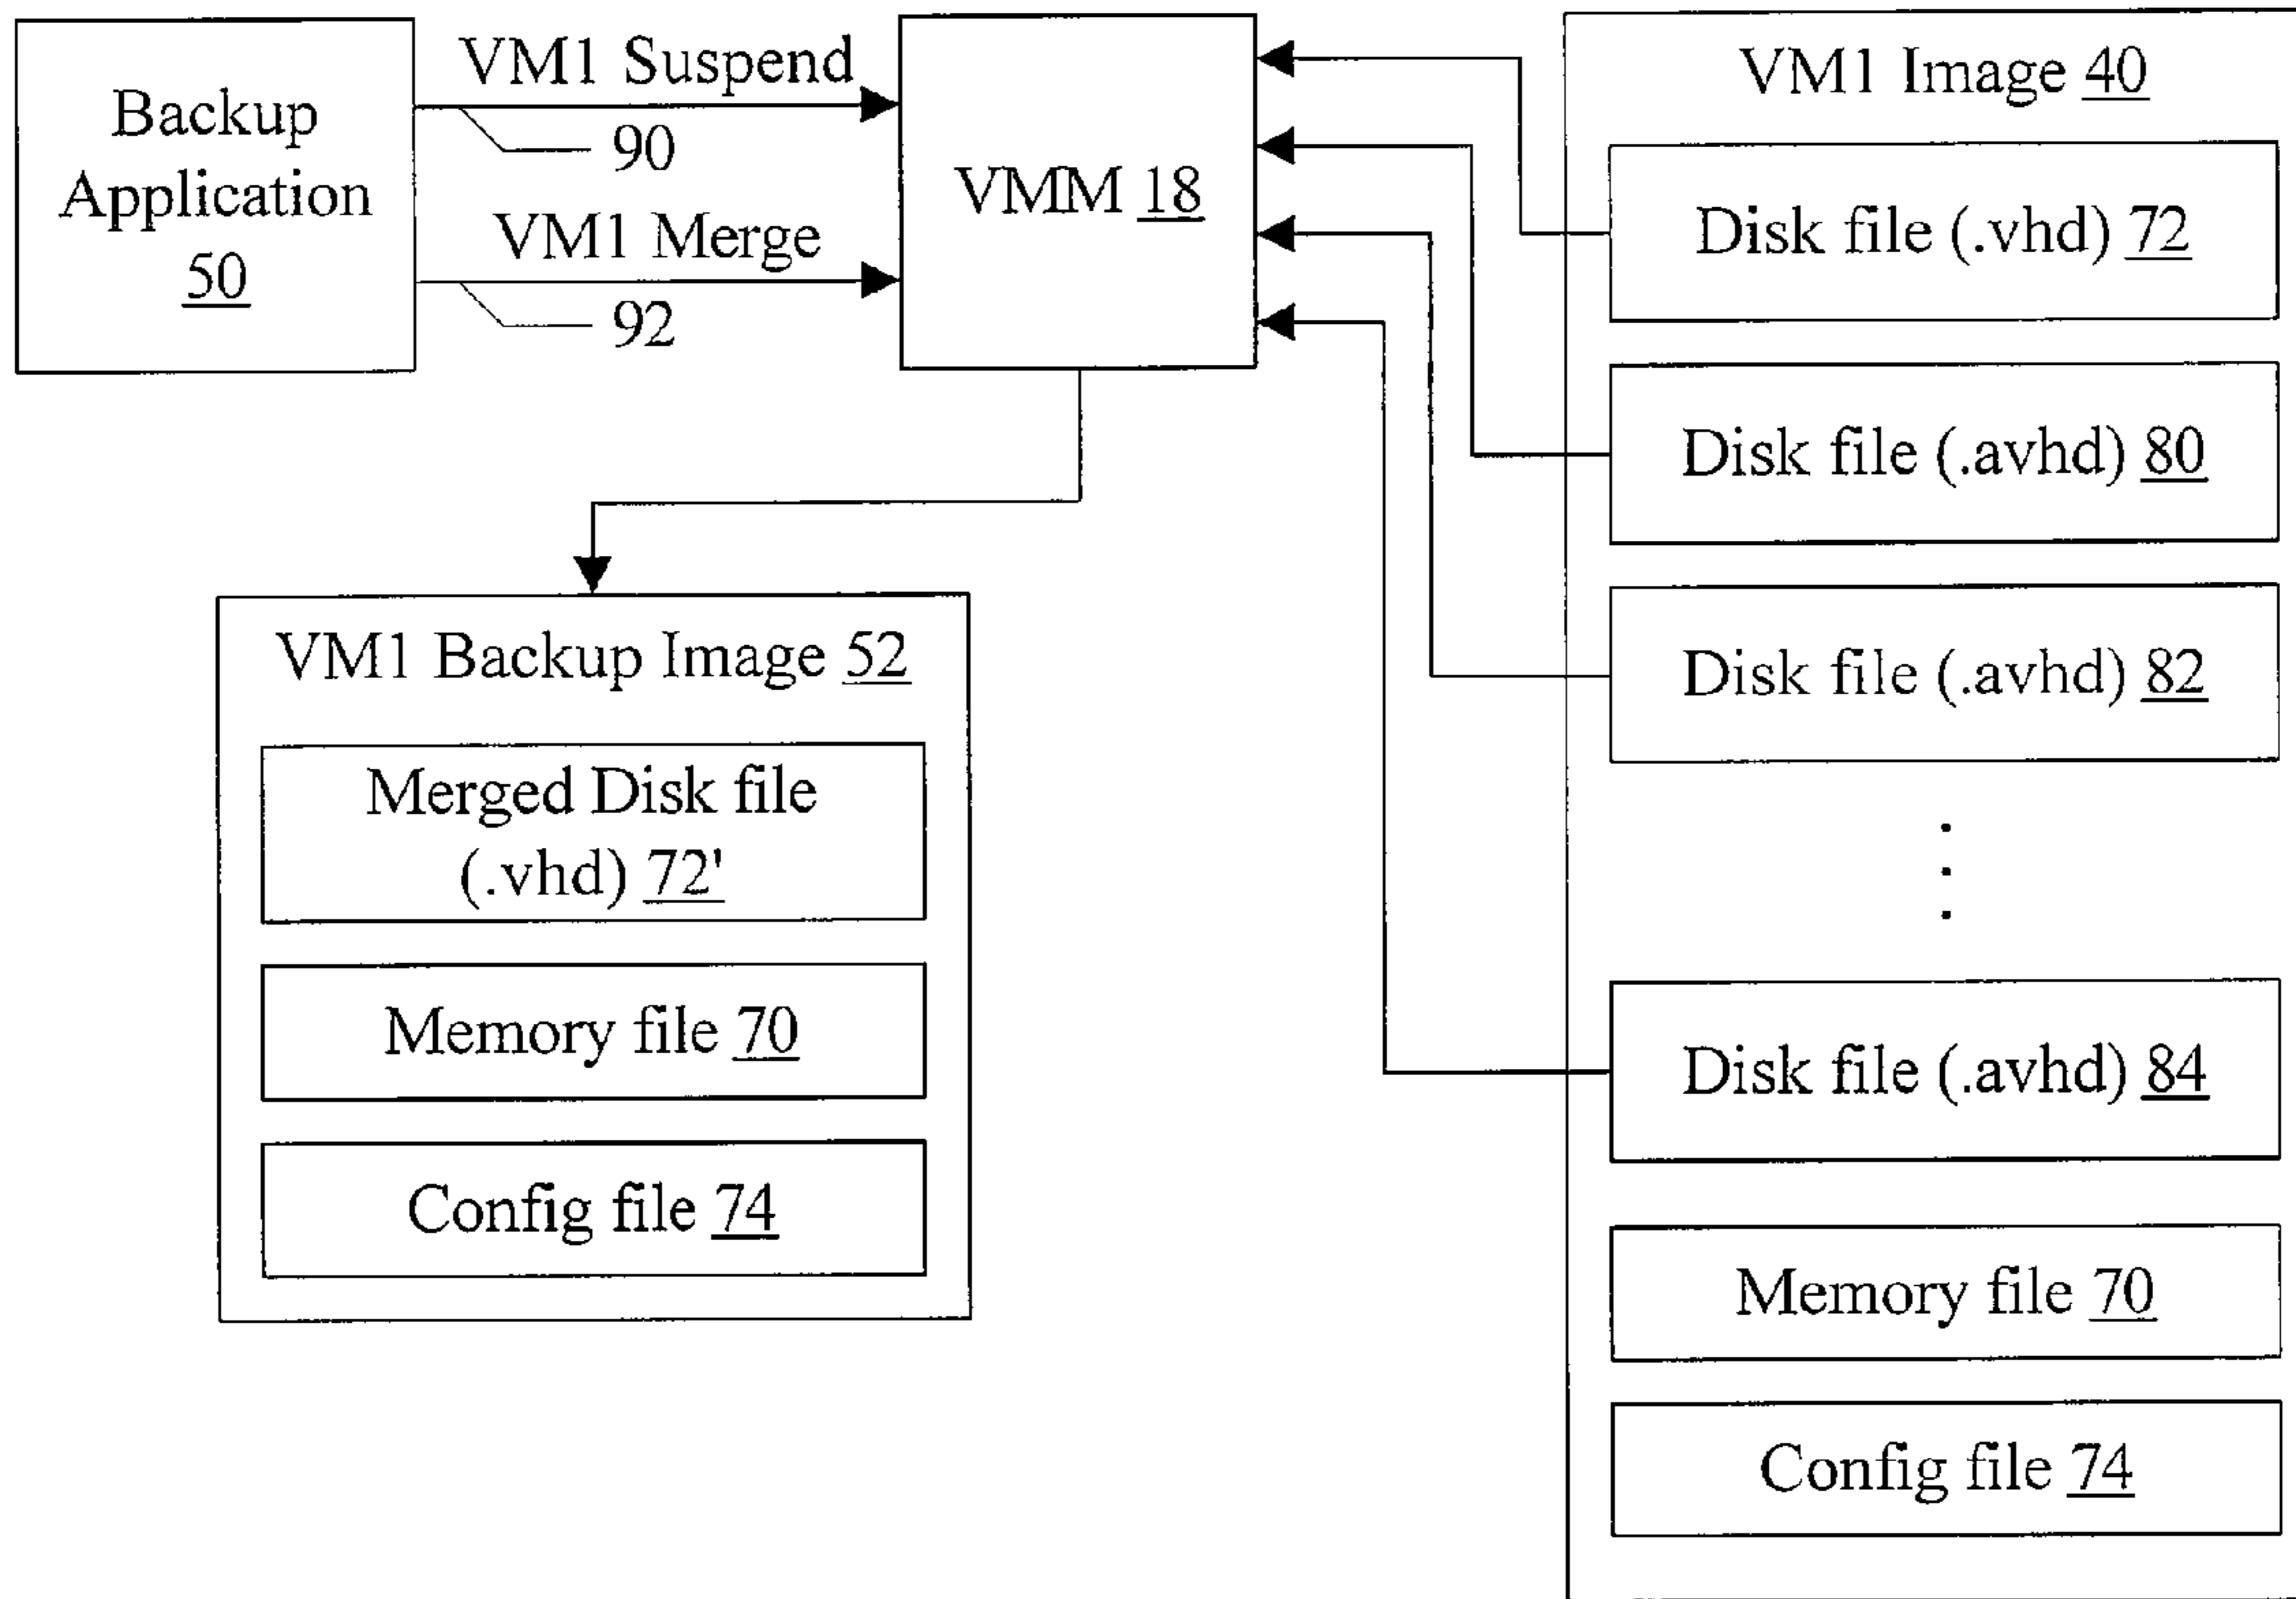 Backup
Application
50
VM1 Suspend
90
VM1 Merge
92
VMM 18
VM1 Image 40
Disk file (.vhd) 72
Disk file (.avhd) 80
Disk file (.avhd) 82
Disk file (.avhd) 84
Memory file 70
Config file 74
VM1 Backup Image 52
Merged Disk file
(.vhd) 72'
Memory file 70
Config file 74